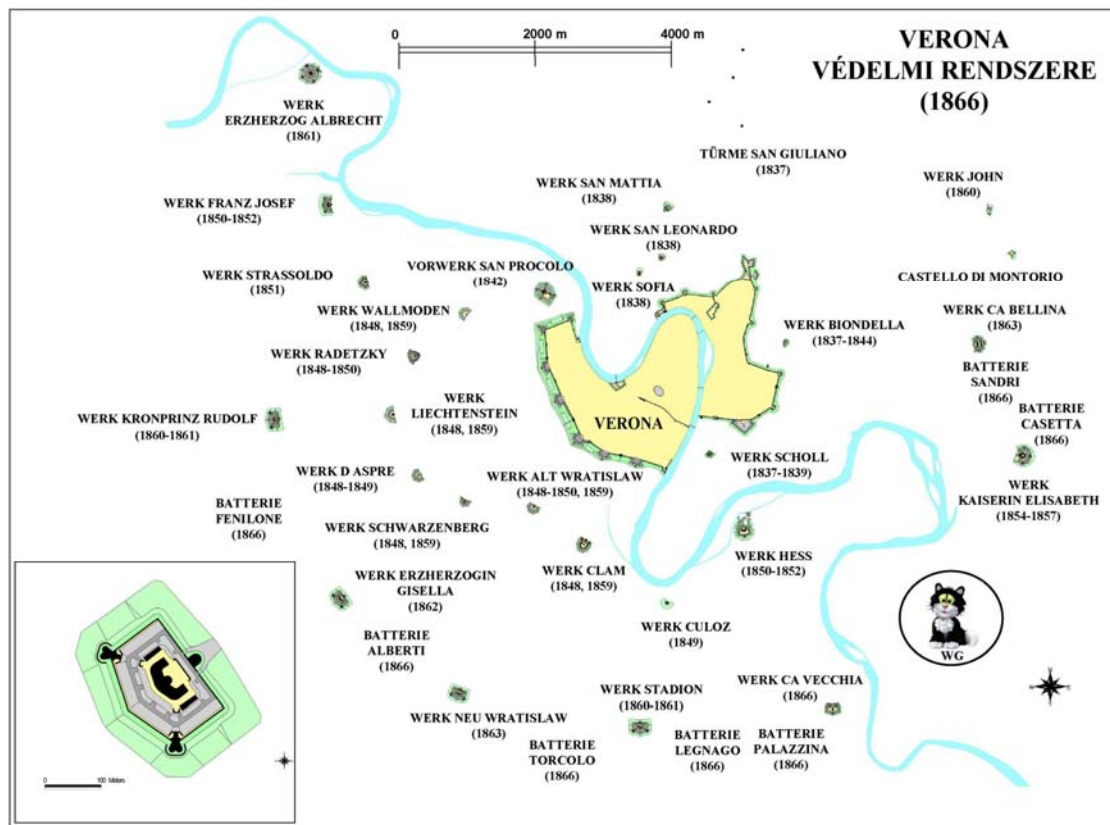 0
2000 m
4000 m
VERONA
VÉDELMI RENDSZERE
(1866)
WERK
ERZHERZOG ALBRECHT
(1861)
TÜRME SAN GIULIANO
(1837)
WERK SAN MATTIA
(1838)
WERK JOHN
(1860)
WERK FRANZ JOSEF
(1850-1852)
WERK SAN LEONARDO
(1838)
WERK STRASSOLDO
(1851)
VORWERK SAN PROCOLO
(1842)
WERK SOFIA
(1838)
CASTELLO DI MONTORIO
WERK WALLMODEN
(1848, 1859)
WERK BIONDELLA
(1837-1844)
WERK CA BELLINA
(1863)
WERK RADETZKY
(1848-1850)
BATTERIE
SANDRI
(1866)
WERK KRONPRINZ RUDOLF
(1860-1861)
WERK
LIECHTENSTEIN
(1848, 1859)
VERONA
BATTERIE
CASETTA
(1866)
WERK D ASPRE
(1848-1849)
WERK ALT WRATISLAW
(1848-1850, 1859)
WERK SCHOLL
(1837-1839)
WERK
KAISERIN ELISABETH
(1854-1857)
BATTERIE
FENILONE
(1866)
WERK SCHWARZENBERG
(1848, 1859)
WERK CLAM
(1848, 1859)
WERK HESS
(1850-1852)
WERK ERZHERZOGIN
GISELLA
(1862)
WERK CULOZ
(1849)
WG
BATTERIE
ALBERTI
(1866)
WERK NEU WRATISLAW
(1863)
WERK STADION
(1860-1861)
WERK CA VECCHIA
(1866)
BATTERIE
TORCOLO
(1866)
BATTERIE
LEGNAGO
(1866)
BATTERIE
PALAZZINA
(1866)
0
100 Meters